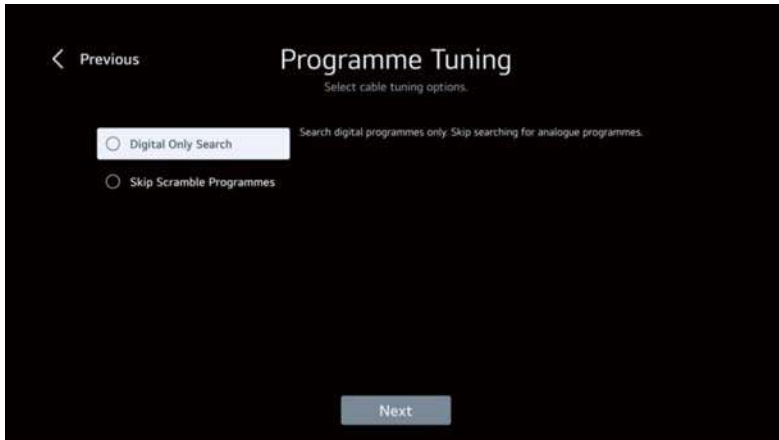 Previous
Programme Tuning
Select cable tuning options.
Digital Only Search
Search digital programmes only. Skip searching for analogue programmes.
Skip Scramble Programmes
Next